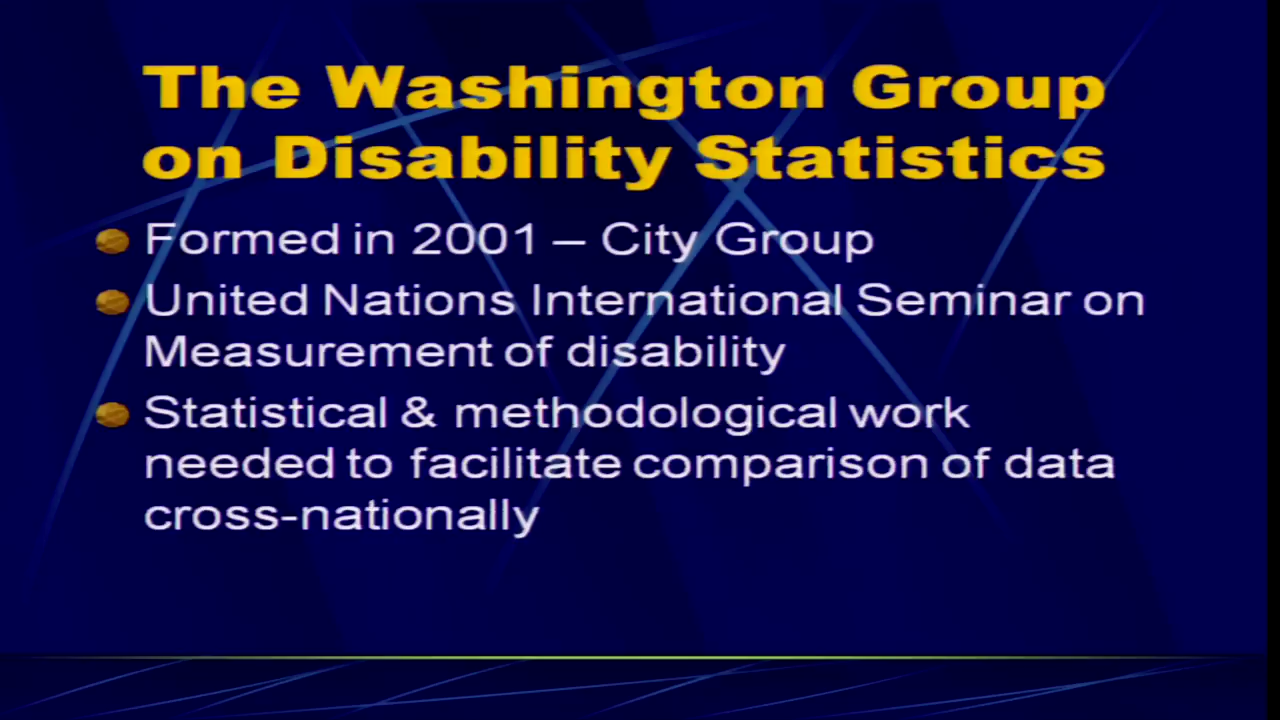 The Washington Group
on Disability Statistics
Formed in 2001 – City Group
United Nations International Seminar on
Measurement of disability
Statistical & methodological work
needed to facilitate comparison of data
cross-nationally